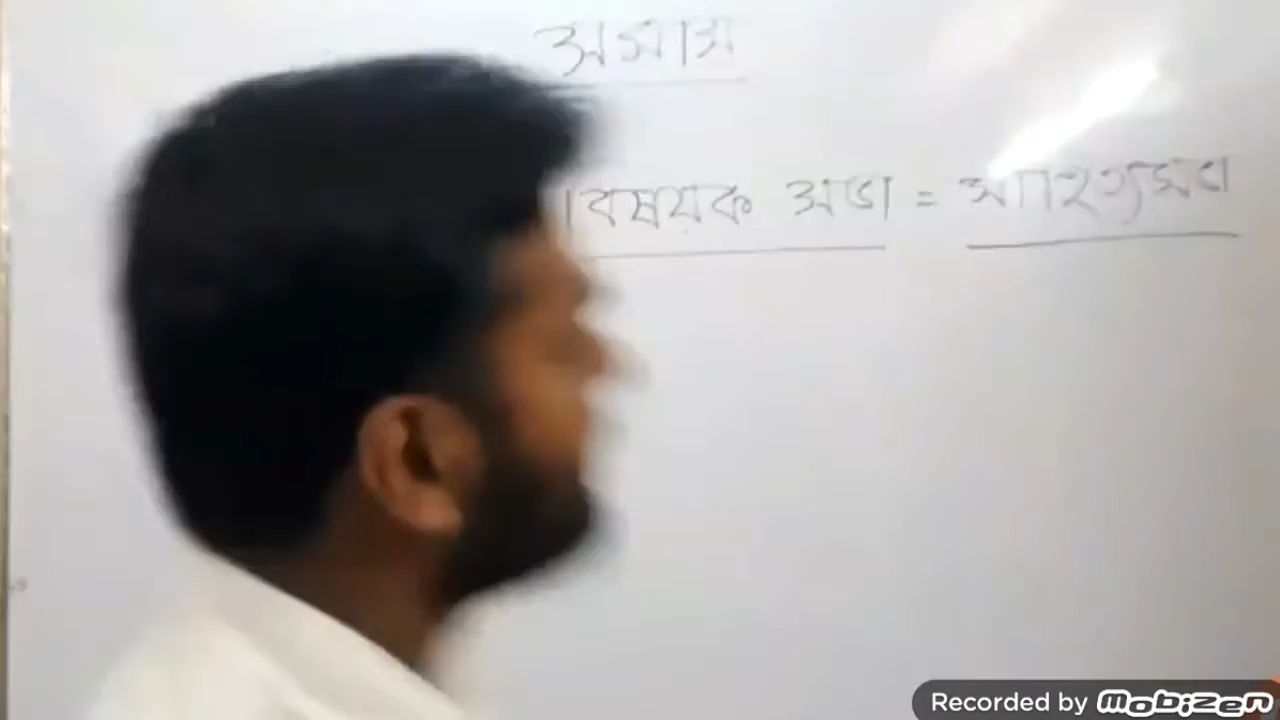 সমাস
বিষয়ক সভা = সাহিত্যসভা
Recorded by Mobizen